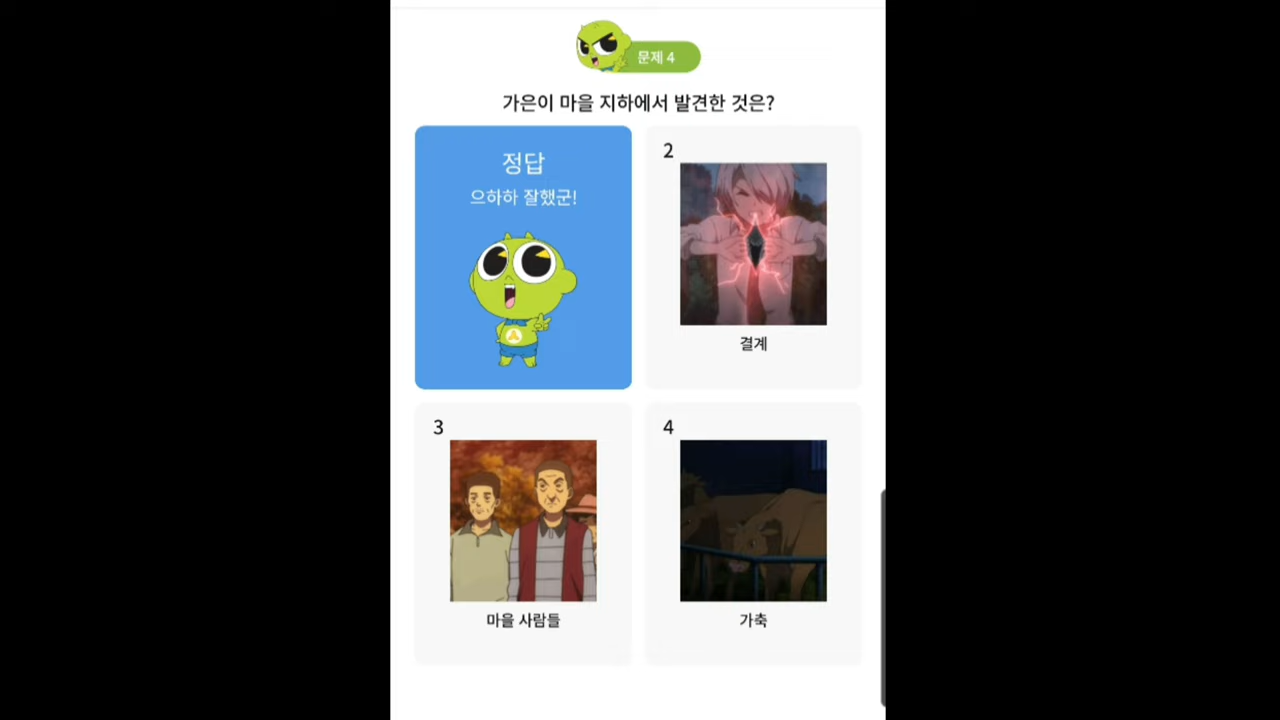 문제 4
가은이 마을 지하에서 발견한 것은?
정답
으하하 잘했군!
2
결계
3
마을 사람들
4
가축